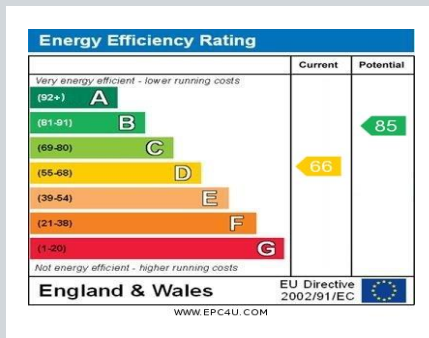 Energy Efficiency Rating
Current Potential
Very energy efficient - lower running costs
(92+) A
(81-91) B
85
(69-80) C
(55-68) D
66
(39-54) E
(21-38) F
(1-20) G
Not energy efficient - higher running costs
England & Wales
EU Directive
2002/91/EC
WWW.EPC4U.COM